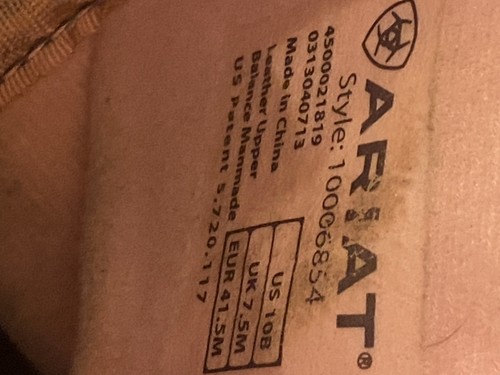 ARIAT®
Style: 10006854
4500021819
0313040713
Made in China
Leather Upper
Balance Manmade
US Patent 5,720,117
US 10B
UK 7.5M
EUR 41.5M